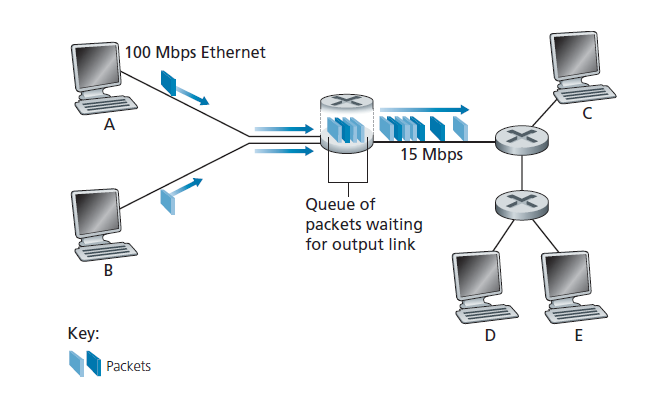 100 Mbps Ethernet
A
C
15 Mbps
Queue of
packets waiting
for output link
B
D
E
Key:
Packets